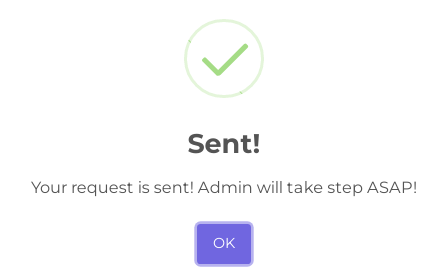 Sent!
Your request is sent! Admin will take step ASAP!
OK